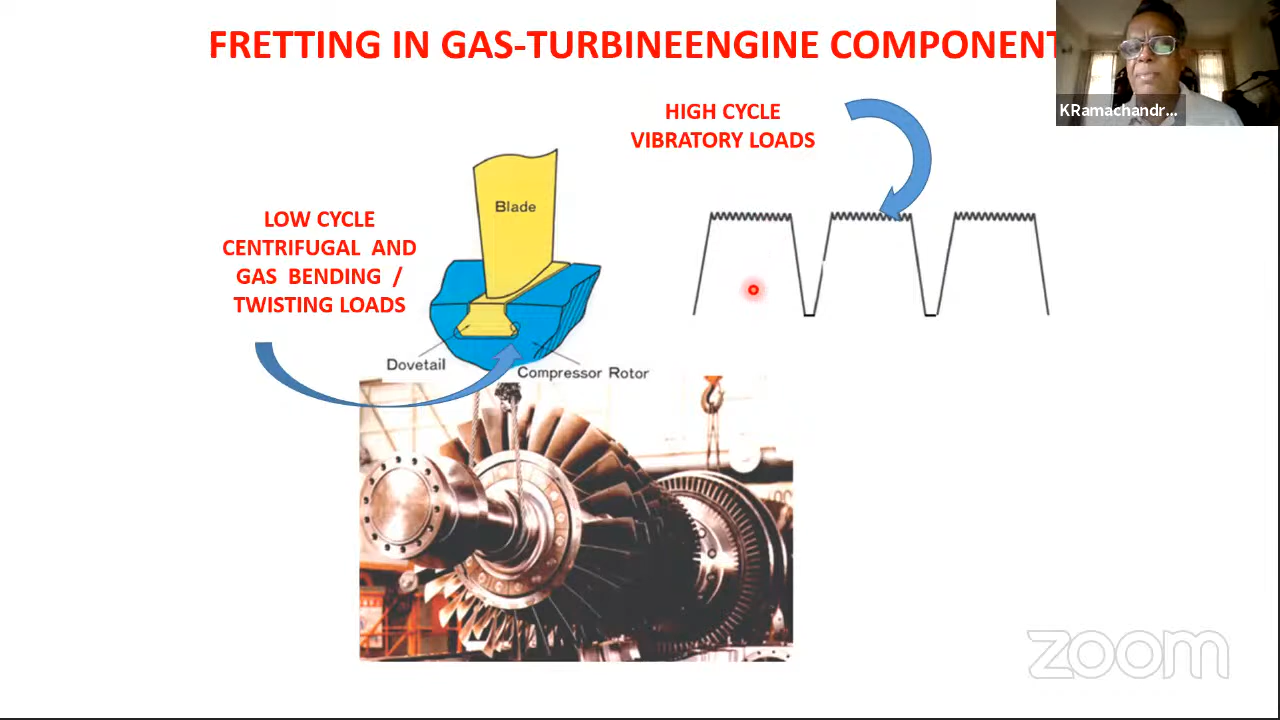 FRETTING IN GAS-TURBINEENGINE COMPONENT
KRamachandr...
HIGH CYCLE
VIBRATORY LOADS
LOW CYCLE
CENTRIFUGAL AND
GAS BENDING /
TWISTING LOADS
Blade
Dovetail
Compressor Rotor
zoom